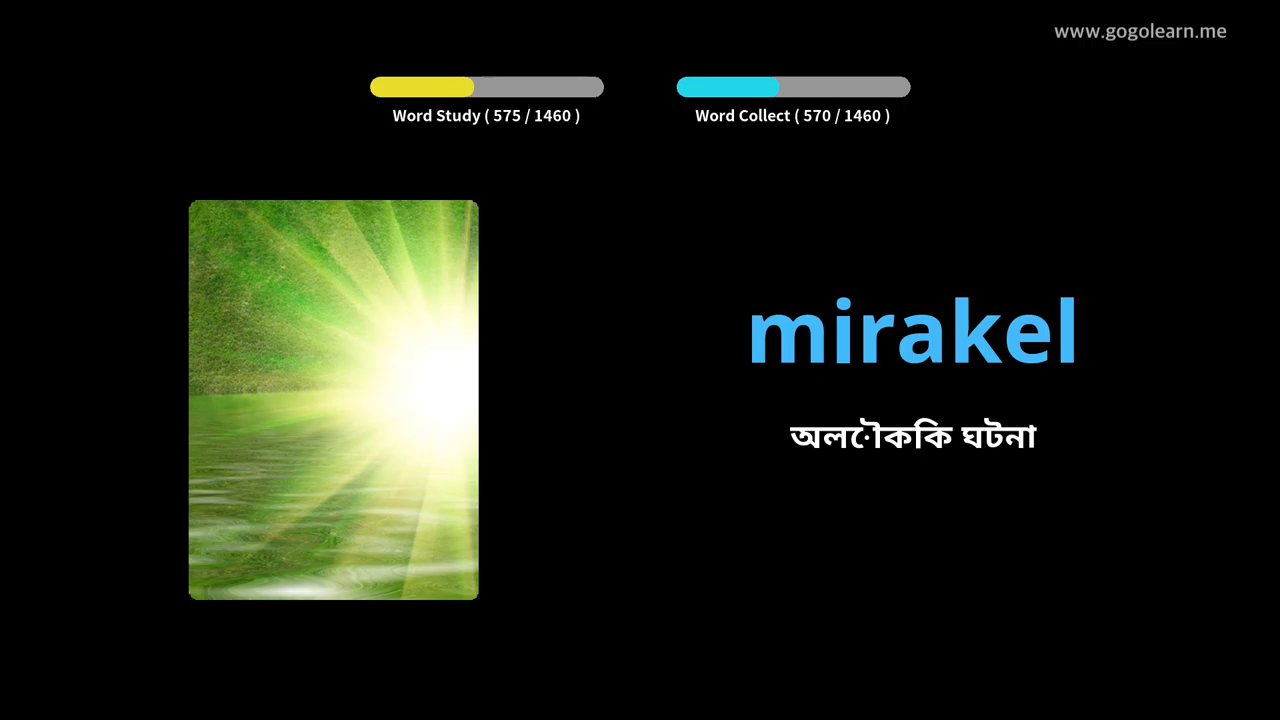 www.gogolearn.me
Word Study ( 575 / 1460 )
Word Collect ( 570 / 1460 )
mirakel
অলৌকিক ঘটনা